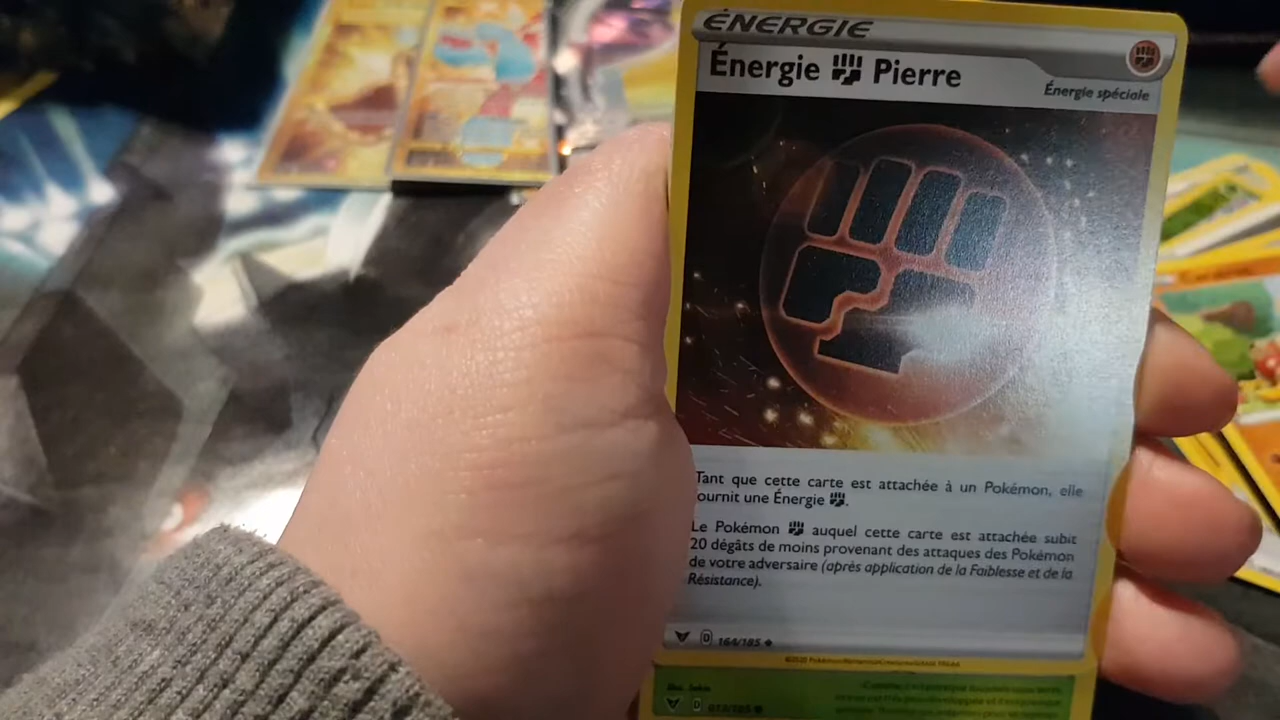 ÉNERGIE
Énergie Pierre
Énergie spéciale
Tant que cette carte est attachée à un Pokémon, elle
fournit une Énergie .
Le Pokémon auquel cette carte est attachée subit
20 dégâts de moins provenant des attaques des Pokémon
de votre adversaire (après application de la Faiblesse et de la
Résistance).
D 164/185
D 013/185